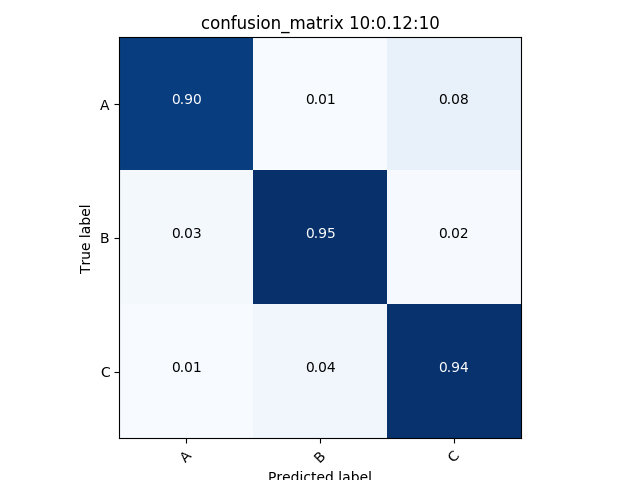 confusion_matrix 10:0.12:10
A 0.90 0.01 0.08
True label
B 0.03 0.95 0.02
C 0.01 0.04 0.94
A B C
Predicted label